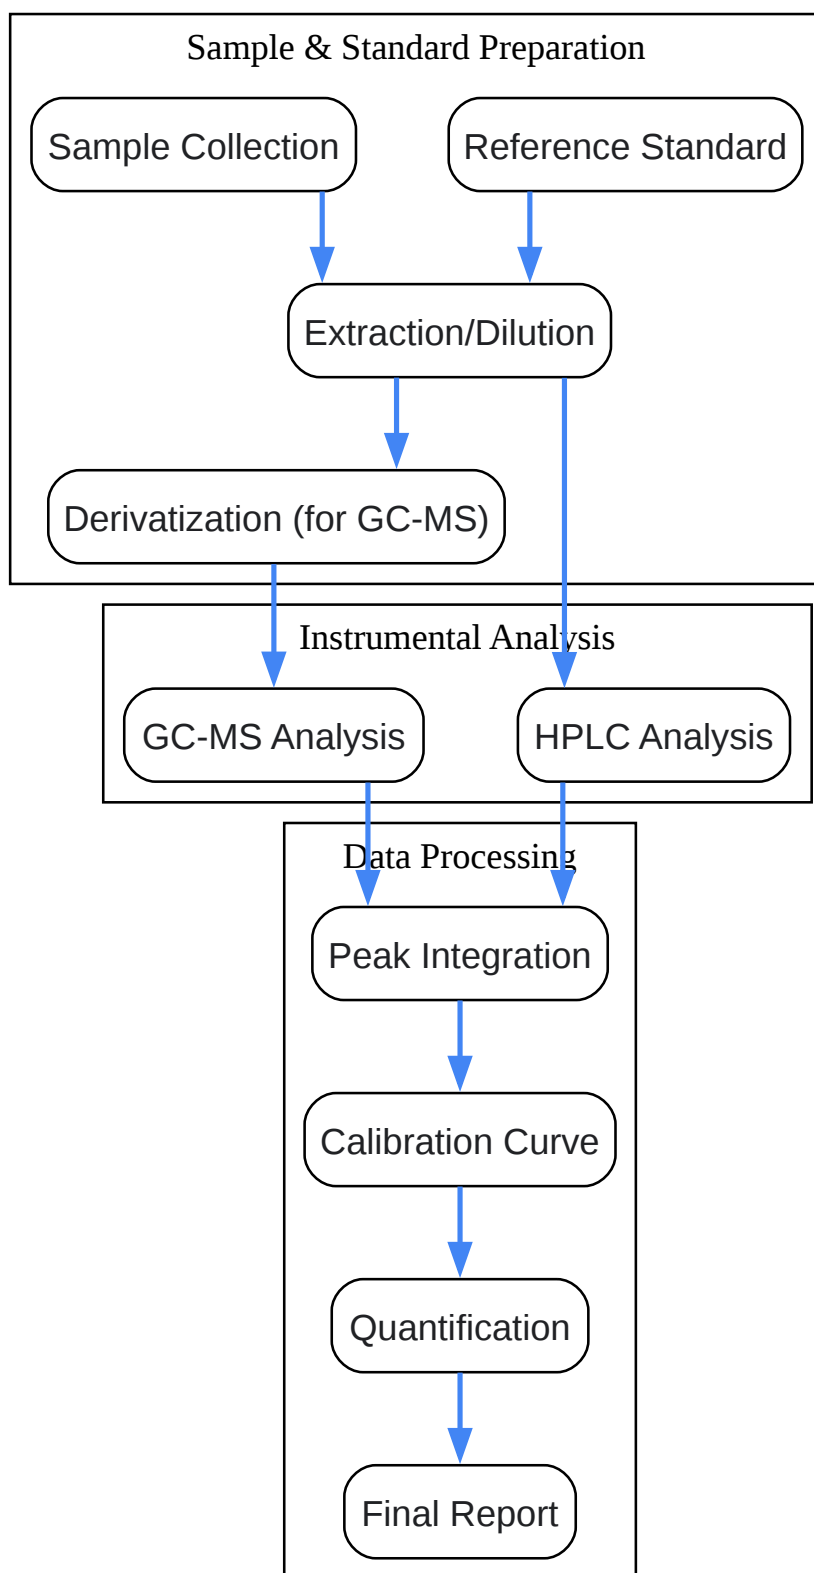 Sample & Standard Preparation
Sample Collection
Reference Standard
Extraction/Dilution
Derivatization (for GC-MS)
Instrumental Analysis
GC-MS Analysis
HPLC Analysis
Data Processing
Peak Integration
Calibration Curve
Quantification
Final Report